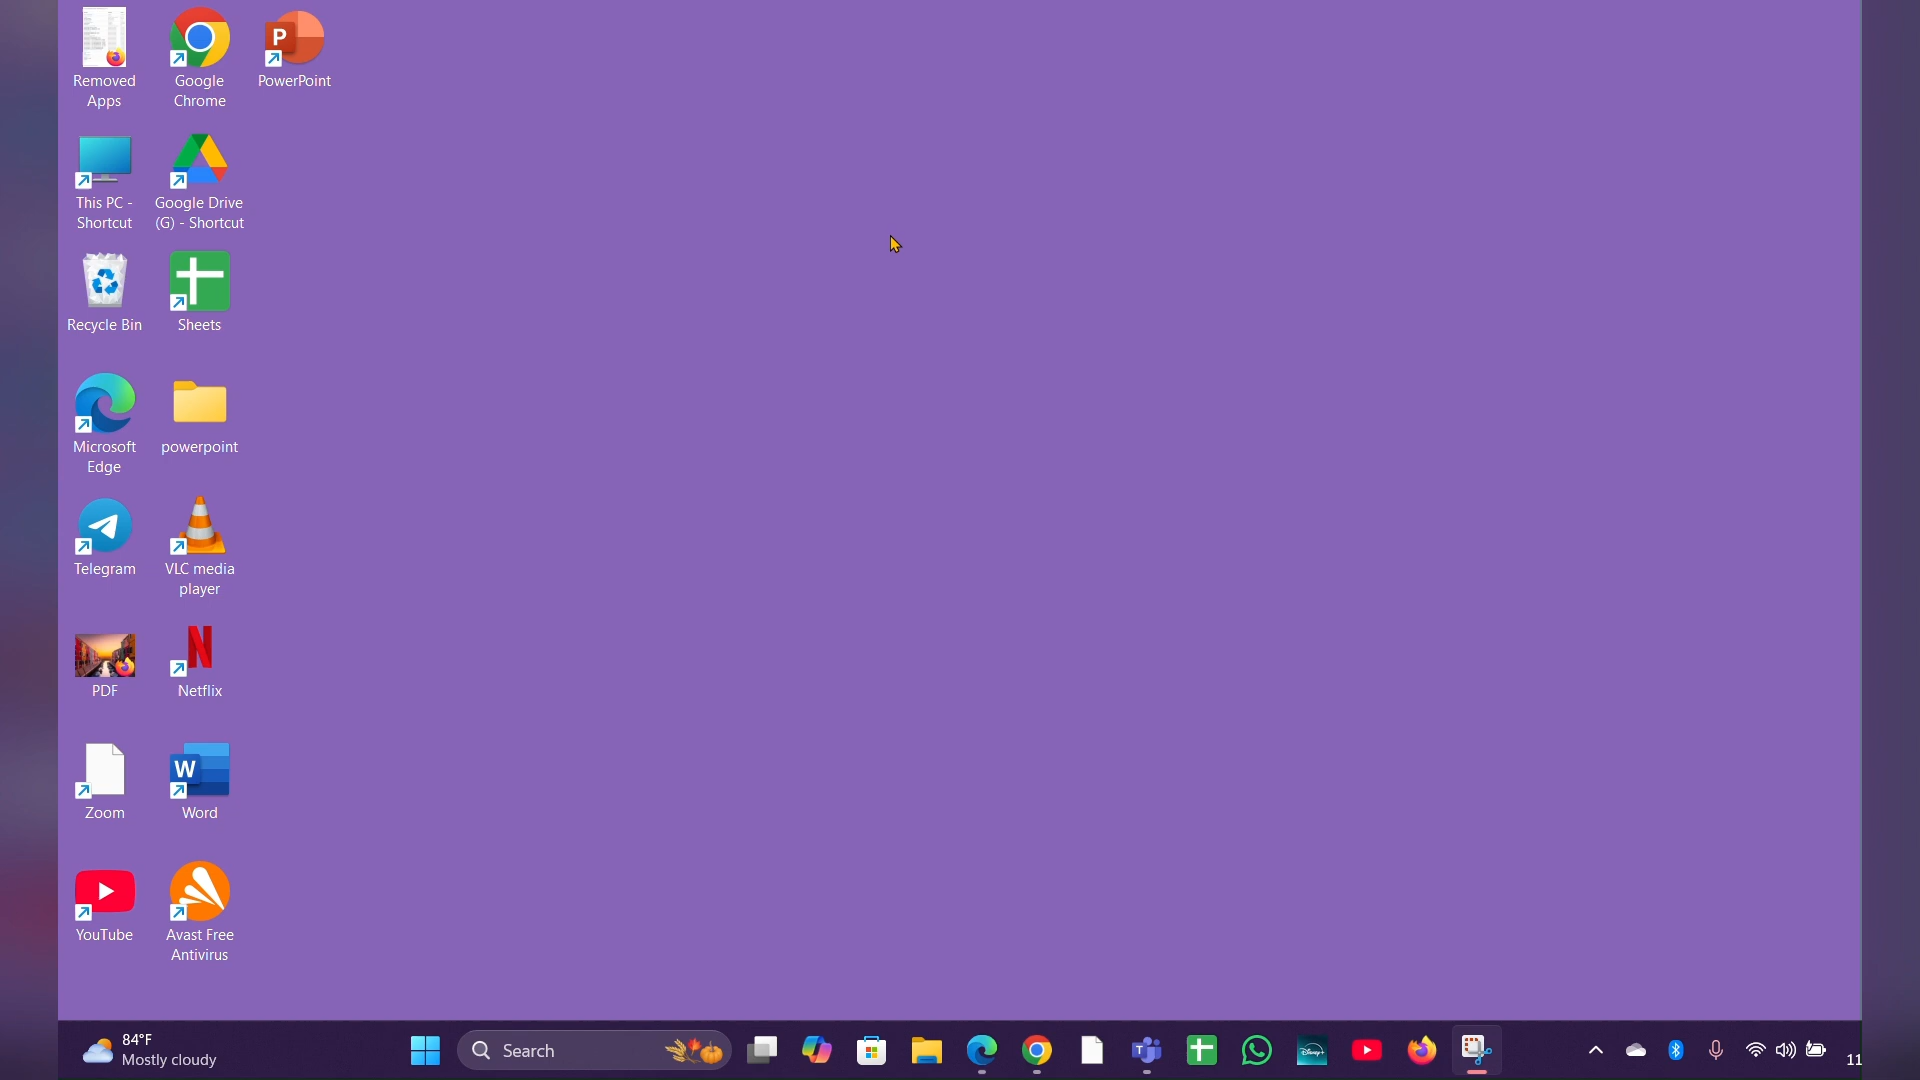 Removed
Apps
Google
Chrome
P
PowerPoint
This PC -
Shortcut
Google Drive
(G) - Shortcut
Recycle Bin
Sheets
Microsoft
Edge
powerpoint
Telegram
VLC media
player
PDF
N
Netflix
Zoom
W
Word
YouTube
Avast Free
Antivirus
84°F
Mostly cloudy
Search
T
Disney+
11